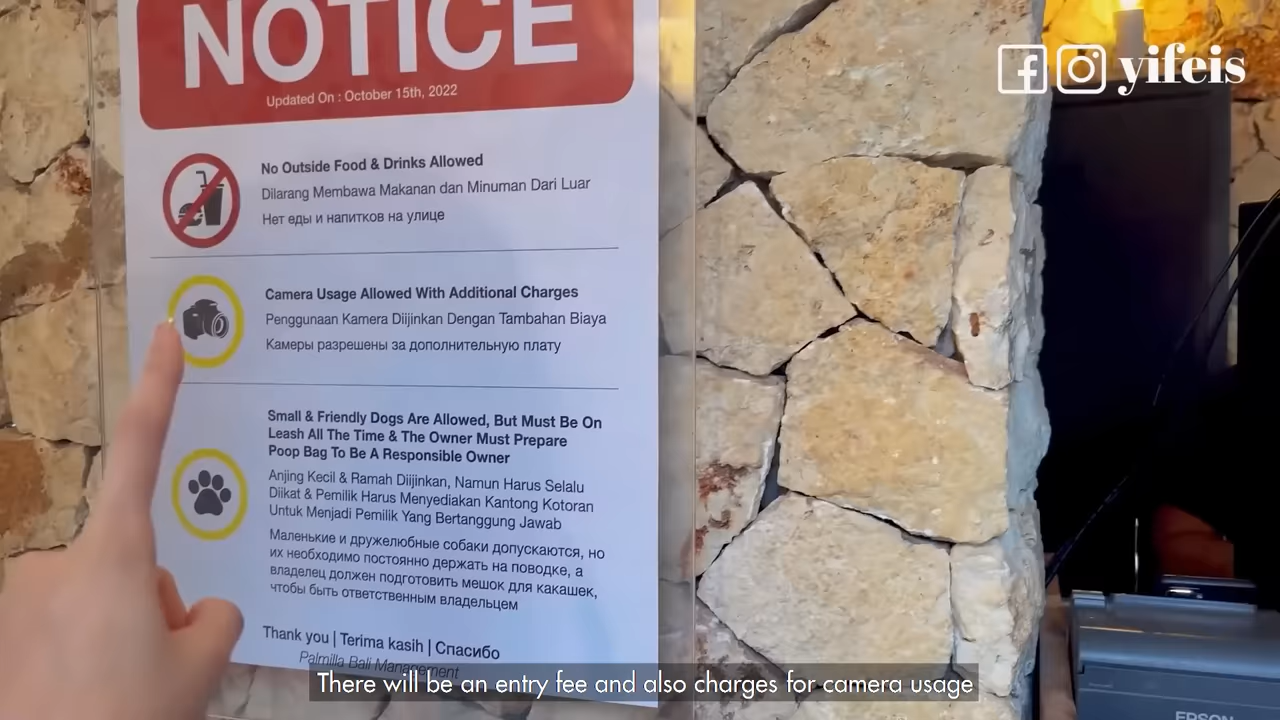 NOTICE
Updated On : October 15th, 2022
yifeis
No Outside Food & Drinks Allowed
Dilarang Membawa Makanan dan Minuman Dari Luar
Нет еды и напитков на улице
Camera Usage Allowed With Additional Charges
Penggunaan Kamera Diijinkan Dengan Tambahan Biaya
Камеры разрешены за дополнительную плату
Small & Friendly Dogs Are Allowed, But Must Be On
Leash All The Time & The Owner Must Prepare
Poop Bag To Be A Responsible Owner
Anjing Kecil & Ramah Diijinkan, Namun Harus Selalu
Diikat & Pemilik Harus Menyediakan Kantong Kotoran
Untuk Menjadi Pemilik Yang Bertanggung Jawab
Маленькие и дружелюбные собаки допускаются, но
их необходимо постоянно держать на поводке, а
владелец должен подготовить мешок для какашек,
чтобы быть ответственным владельцем
Thank you | Terima kasih | Спасибо
Palmilla Bali Management
There will be an entry fee and also charges for camera usage
EPSON